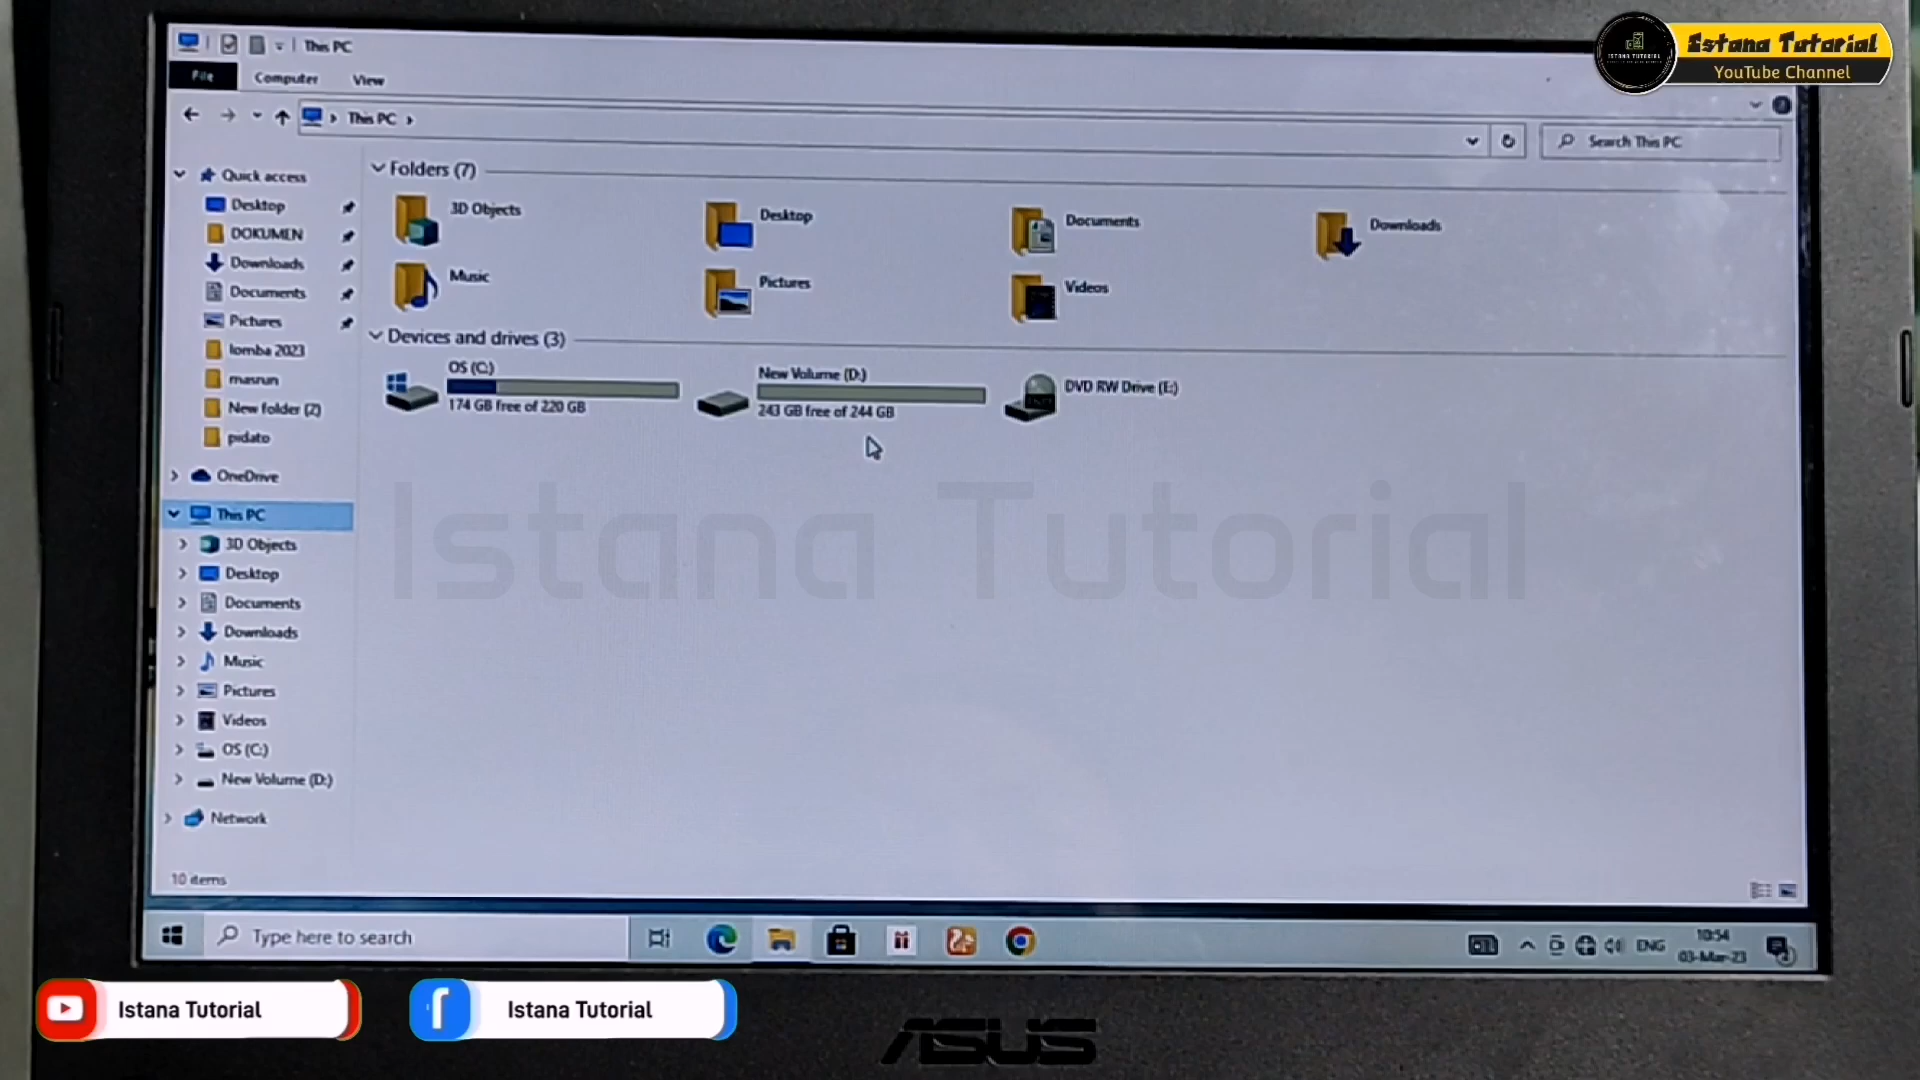 This PC
Istana Tutorial
YouTube Channel
File Computer View
This PC
Search This PC
Quick access
Desktop
DOKUMEN
Downloads
Documents
Pictures
lomba 2023
masrun
New folder (2)
pidato
OneDrive
This PC
3D Objects
Desktop
Documents
Downloads
Music
Pictures
Videos
OS (C:)
New Volume (D:)
Network
Folders (7)
3D Objects
Desktop
Documents
Downloads
Music
Pictures
Videos
Devices and drives (3)
OS (C:)
174 GB free of 220 GB
New Volume (D:)
243 GB free of 244 GB
DVD RW Drive (E:)
Istana Tutorial
10 items
Type here to search
ENG
10:54
03-Mar-23
Istana Tutorial
Istana Tutorial
ASUS